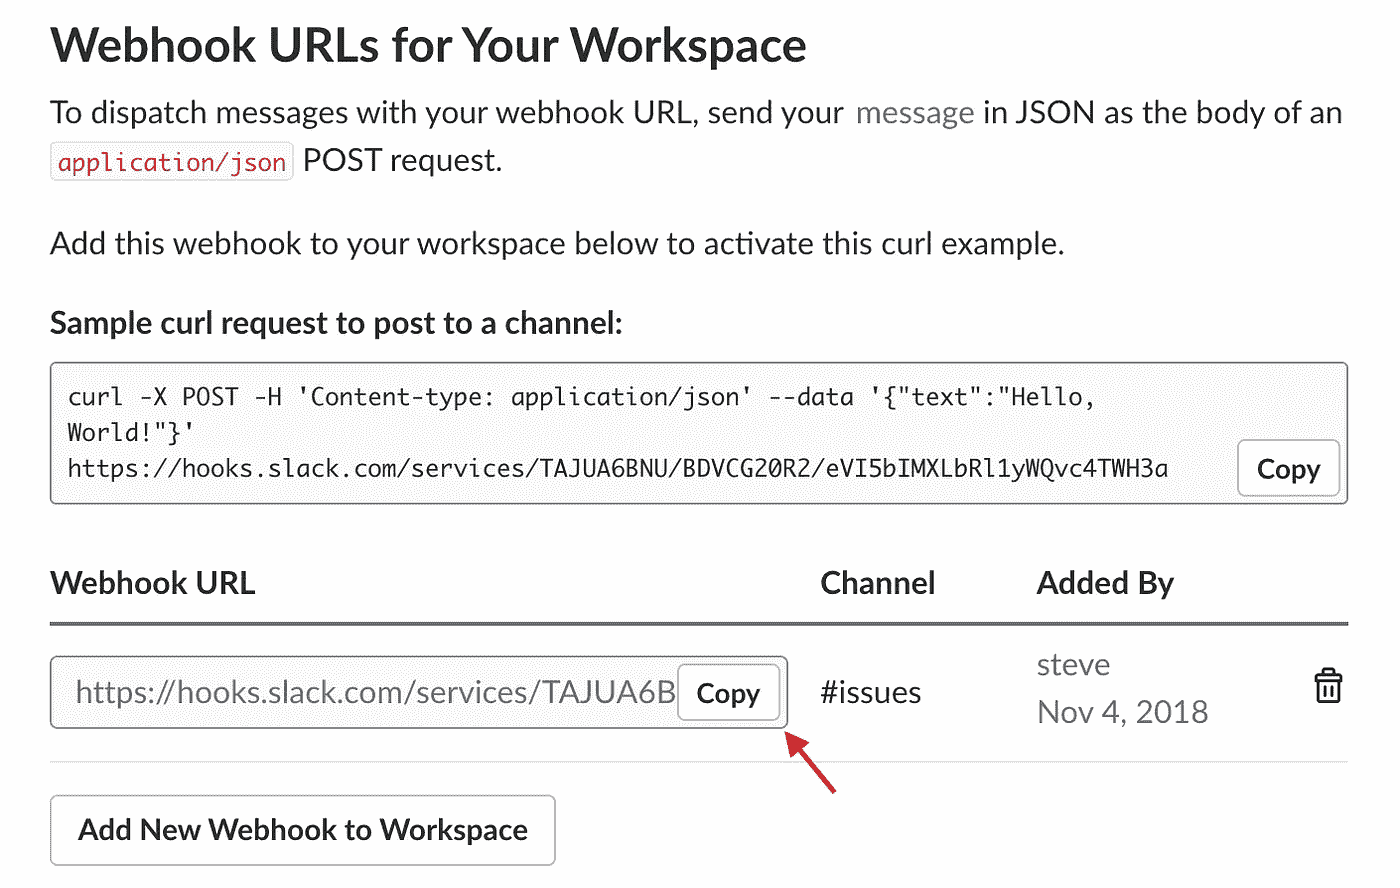 Webhook URLs for Your Workspace
To dispatch messages with your webhook URL, send your message in JSON as the body of an
application/json POST request.
Add this webhook to your workspace below to activate this curl example.
Sample curl request to post to a channel:
curl -X POST -H 'Content-type: application/json' --data '{"text":"Hello,
World!"}'
https://hooks.slack.com/services/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
Copy
Webhook URL Channel Added By
https://hooks.slack.com/services/TAJUA6B Copy #issues steve
Nov 4, 2018
Add New Webhook to Workspace